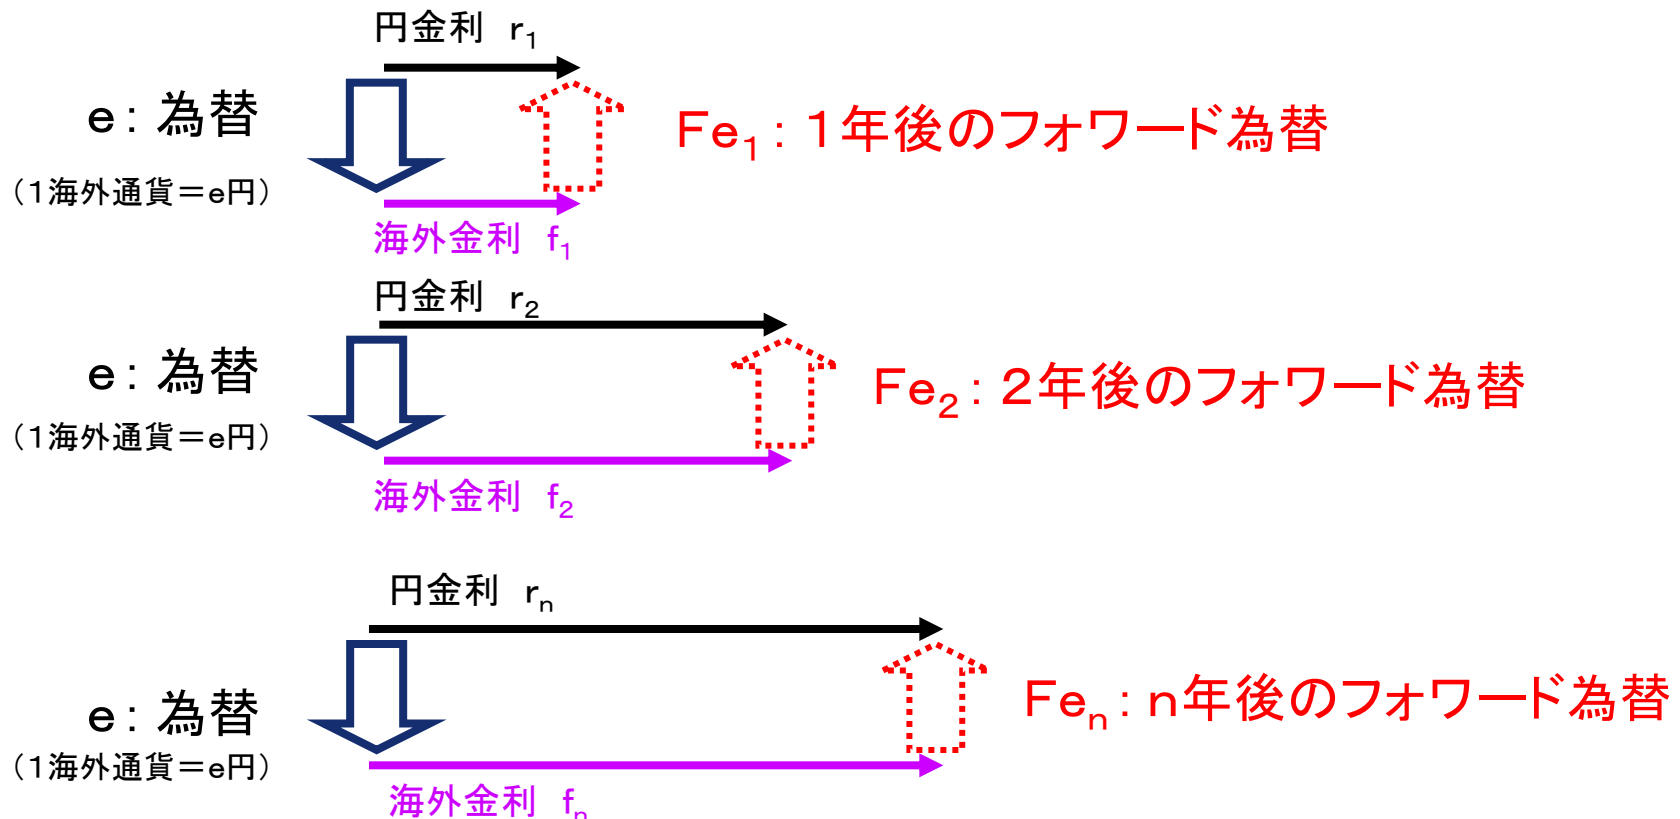 円金利 r₁
e：為替
（１海外通貨＝e円）
Fe₁：１年後のフォワード為替
海外金利 f₁
円金利 r₂
e：為替
（１海外通貨＝e円）
Fe₂：２年後のフォワード為替
海外金利 f₂
円金利 rₙ
e：為替
（１海外通貨＝e円）
Feₙ：ｎ年後のフォワード為替
海外金利 fₙ